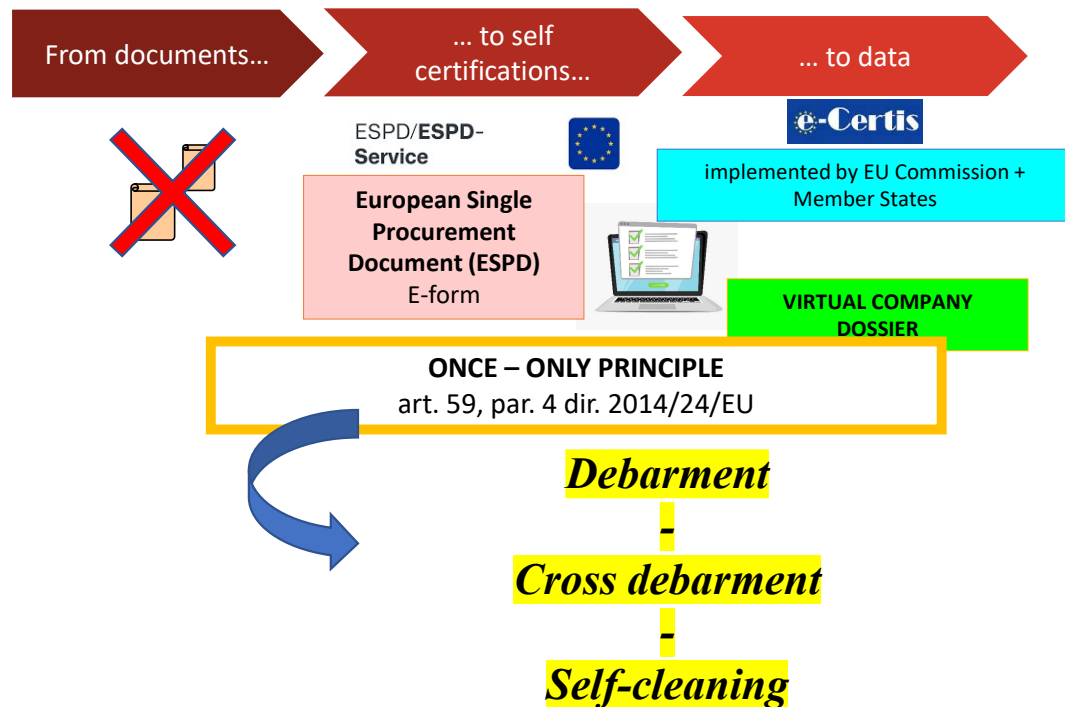 From documents…
… to self
certifications…
… to data
ESPD/ESPD-
Service
e-Certis
European Single
Procurement
Document (ESPD)
E-form
implemented by EU Commission +
Member States
VIRTUAL COMPANY
DOSSIER
ONCE – ONLY PRINCIPLE
art. 59, par. 4 dir. 2014/24/EU
Debarment
-
Cross debarment
-
Self-cleaning